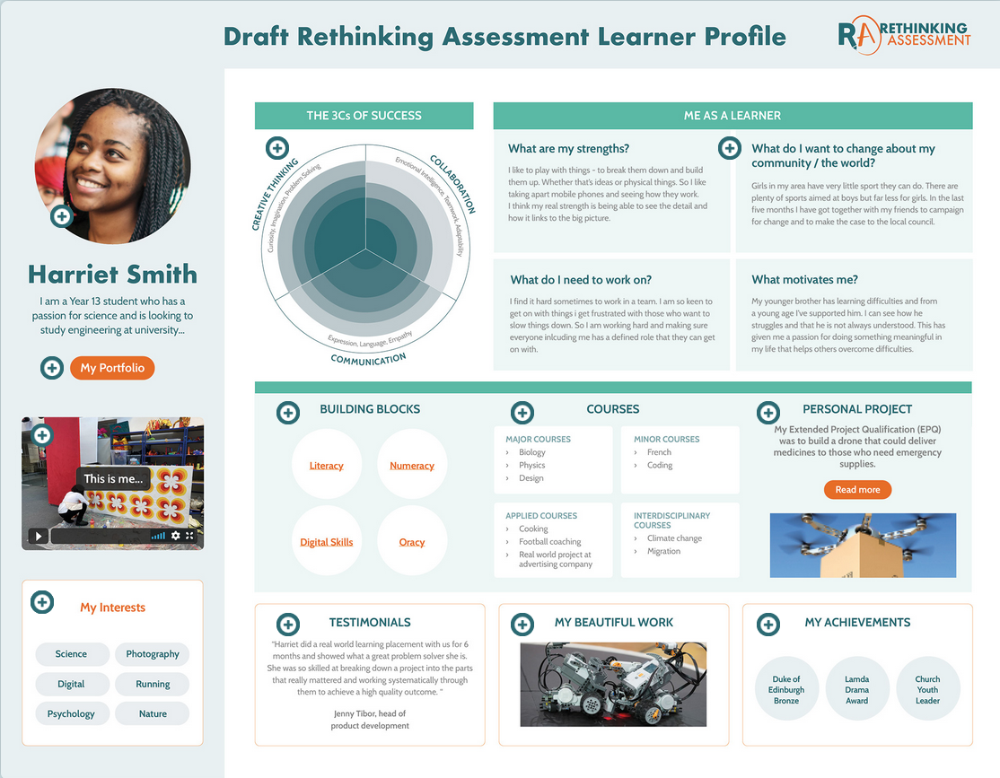 Draft Rethinking Assessment Learner Profile
RA RETHINKING
ASSESSMENT
Harriet Smith
I am a Year 13 student who has a
passion for science and is looking to
study engineering at university...
My Portfolio
This is me...
My Interests
Science
Photography
Digital
Running
Psychology
Nature
THE 3Cs OF SUCCESS
CREATIVE THINKING
Curiosity, Imagination, Problem Solving
COLLABORATION
Emotional Intelligence, Teamwork, Adaptability
Expression, Language, Empathy
COMMUNICATION
ME AS A LEARNER
What are my strengths?
I like to play with things - to break them down and build
them up. Whether that's ideas or physical things. So I like
taking apart mobile phones and seeing how they work.
I think my real strength is being able to see the detail and
how it links to the big picture.
What do I want to change about my
community / the world?
Girls in my area have very little sport they can do. There are
plenty of sports aimed at boys but far less for girls. In the last
five months I have got together with my friends to campaign
for change and to make the case to the local council.
What do I need to work on?
I find it hard sometimes to work in a team. I am so keen to
get on with things i get frustrated with those who want to
slow things down. So I am working hard and making sure
everyone inlcuding me has a defined role that they can get
on with.
What motivates me?
My younger brother has learning difficulties and from
a young age I've supported him. I can see how he
struggles and that he is not always understood. This has
given me a passion for doing something meaningful in
my life that helps others overcome difficulties.
BUILDING BLOCKS
Literacy
Numeracy
Digital Skills
Oracy
COURSES
MAJOR COURSES
› Biology
› Physics
› Design
MINOR COURSES
› French
› Coding
APPLIED COURSES
› Cooking
› Football coaching
› Real world project at
advertising company
INTERDISCIPLINARY
COURSES
› Climate change
› Migration
PERSONAL PROJECT
My Extended Project Qualification (EPQ)
was to build a drone that could deliver
medicines to those who need emergency
supplies.
Read more
TESTIMONIALS
"Harriet did a real world learning placement with us for 6
months and showed what a great problem solver she is.
She was so skilled at breaking down a project into the parts
that really mattered and working systematically through
them to achieve a high quality outcome. "
Jenny Tibor, head of
product development
MY BEAUTIFUL WORK
MY ACHIEVEMENTS
Duke of
Edinburgh
Bronze
Lamda
Drama
Award
Church
Youth
Leader